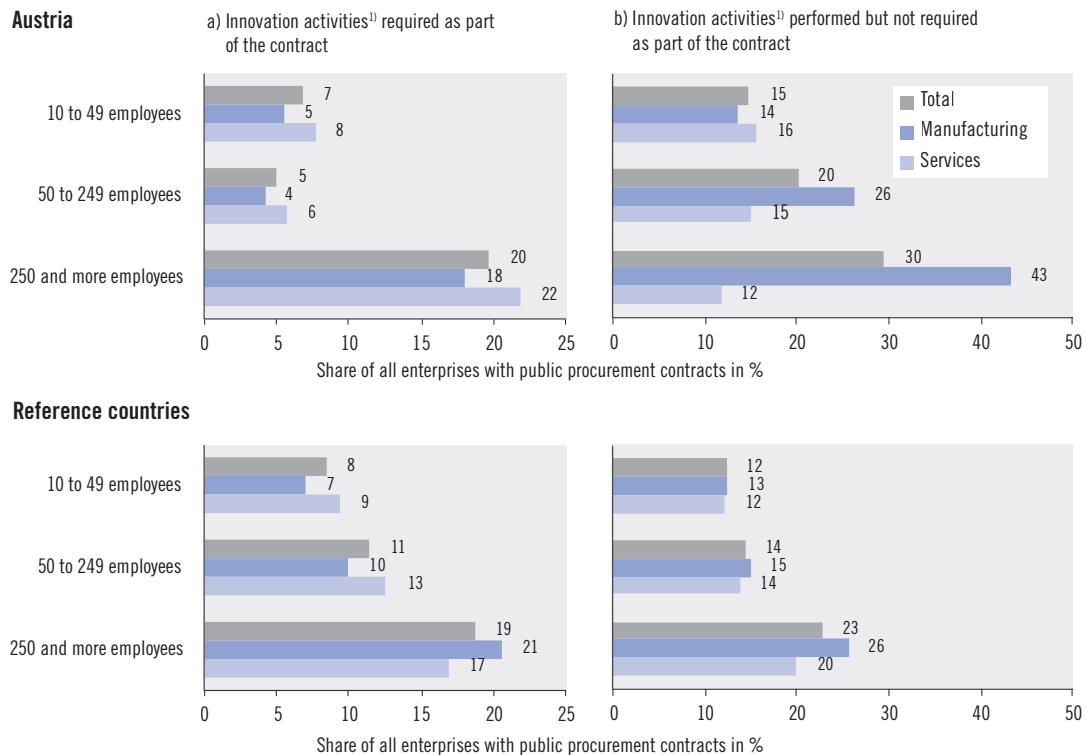 Austria
a) Innovation activities1) required as part
of the contract
b) Innovation activities1) performed but not required
as part of the contract
10 to 49 employees
7
5
8
15
14
16
Total
Manufacturing
Services
50 to 249 employees
5
4
6
20
26
15
250 and more employees
20
18
22
30
43
12
0 5 10 15 20 25
0 10 20 30 40 50
Share of all enterprises with public procurement contracts in %
Reference countries
10 to 49 employees
8
7
9
12
13
12
50 to 249 employees
11
10
13
14
15
14
250 and more employees
19
21
17
23
26
20
0 5 10 15 20 25
0 10 20 30 40 50
Share of all enterprises with public procurement contracts in %